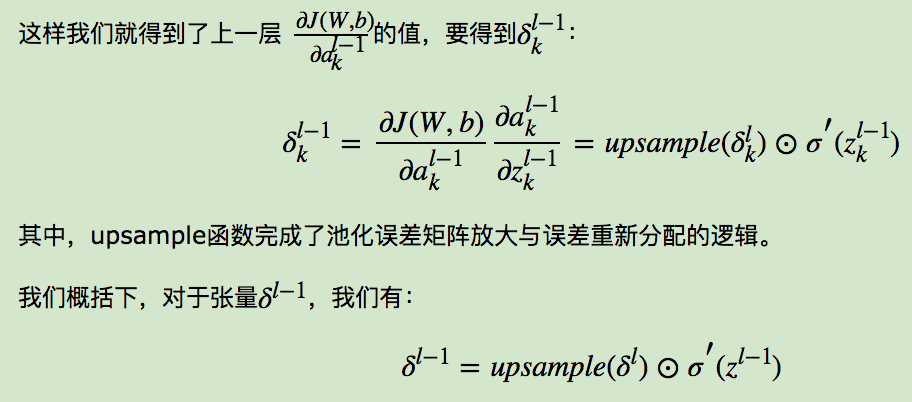 这样我们就得到了上一层 $\frac{\partial J(W,b)}{\partial a_k^{l-1}}$的值，要得到$\delta_k^{l-1}$：
$\delta_k^{l-1} = \frac{\partial J(W,b)}{\partial a_k^{l-1}} \frac{\partial a_k^{l-1}}{\partial z_k^{l-1}} = upsample(\delta_k^l) \odot \sigma'(z_k^{l-1})$
其中，upsample函数完成了池化误差矩阵放大与误差重新分配的逻辑。
我们概括下，对于张量$\delta^{l-1}$，我们有：
$\delta^{l-1} = upsample(\delta^l) \odot \sigma'(z^{l-1})$